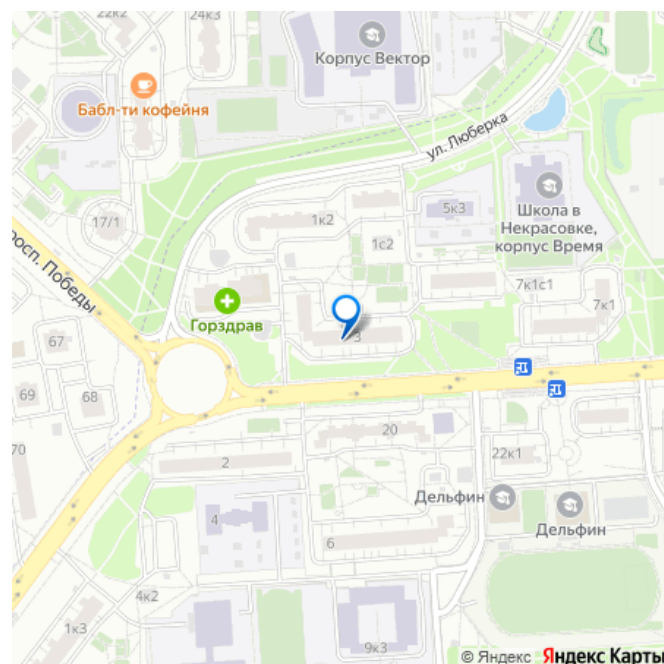 22к2
24к3
Корпус Вектор
Бабл-ти кофейня
ул. Люберка
17/1
1к2
5к3
1с2
Школа в
Некрасовке,
корпус Время
росп. Победы
7к1с1
7к1
Горздрав
3
67
69
68
70
20
2
22к1
Дельфин
Дельфин
4
6
4к2
1к3
9к3
© Яндекс Яндекс Карты